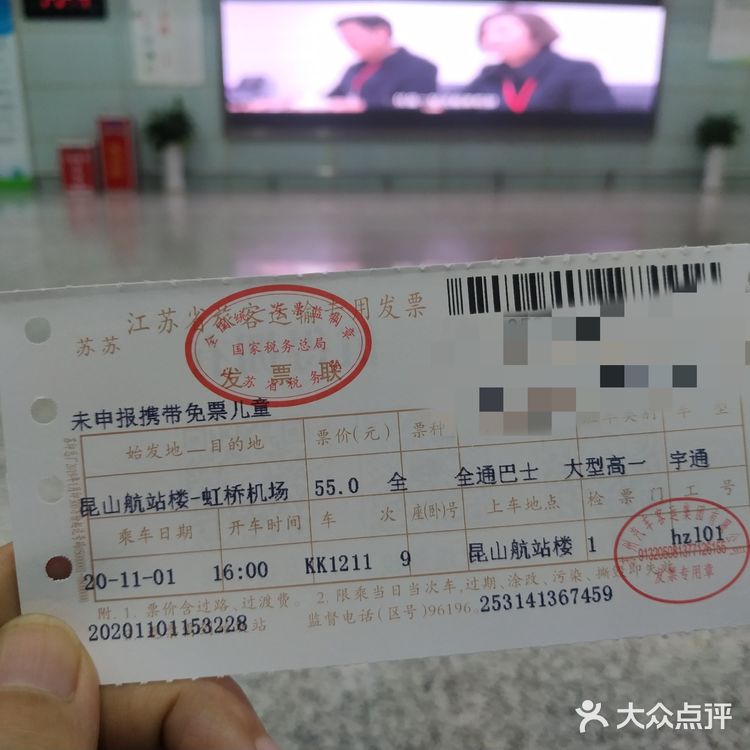 江苏省旅客运输专用发票
苏苏
国家税务总局
发票联
未申报携带免票儿童
始发地—目的地 票价(元) 票种 车型
昆山航站楼-虹桥机场 55.0 全 全通巴士 大型高一 宇通
乘车日期 开车时间 车次 座(卧)号 上车地点 检票门 工号
20-11-01 16:00 KK1211 9 昆山航站楼 1 hz101
发票专用章
附.1.票价含过路、过渡费。2.限乘当日当次车,过期、涂改、污染、撕毁即失效
监督电话(区号)96196. 253141367459
20201101153228
大众点评